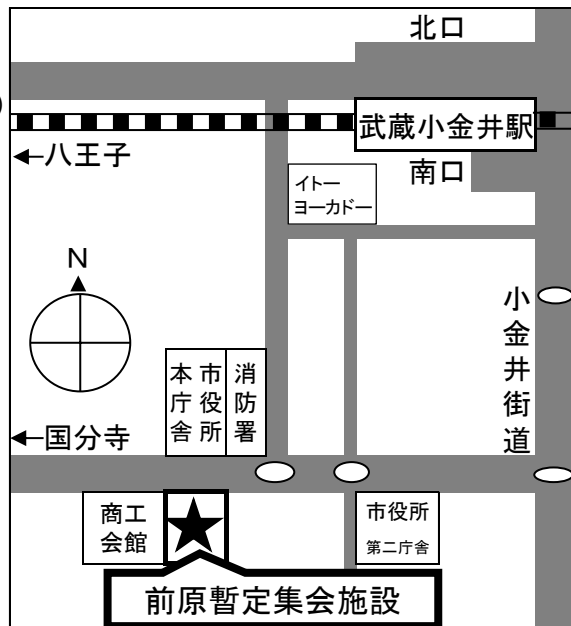 北口
武蔵小金井駅
←八王子
南口
イトー
ヨーカドー
N
小金井街道
市役所
本庁舎
消防署
←国分寺
商工
会館
★
市役所
第二庁舎
前原暫定集会施設